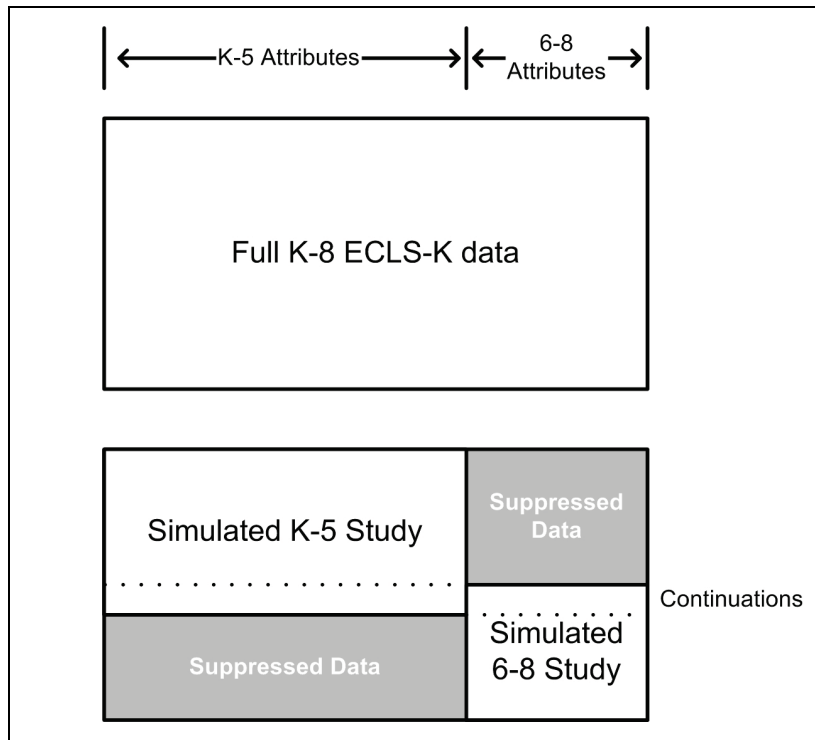 K-5 Attributes
6-8
Attributes
Full K-8 ECLS-K data
Simulated K-5 Study
Suppressed
Data
Continuations
Suppressed Data
Simulated
6-8 Study